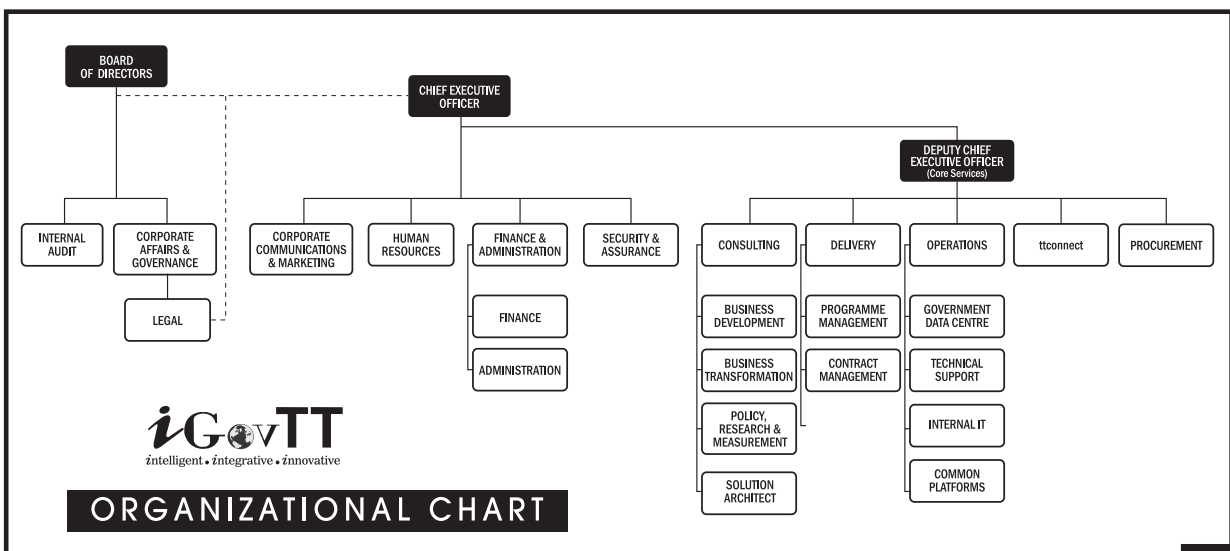 BOARD
OF DIRECTORS
CHIEF EXECUTIVE
OFFICER
DEPUTY CHIEF
EXECUTIVE OFFICER
(Core Services)
INTERNAL
AUDIT
CORPORATE
AFFAIRS &
GOVERNANCE
LEGAL
CORPORATE
COMMUNICATIONS
& MARKETING
HUMAN
RESOURCES
FINANCE &
ADMINISTRATION
FINANCE
ADMINISTRATION
SECURITY &
ASSURANCE
CONSULTING
BUSINESS
DEVELOPMENT
BUSINESS
TRANSFORMATION
POLICY,
RESEARCH &
MEASUREMENT
SOLUTION
ARCHITECT
DELIVERY
PROGRAMME
MANAGEMENT
CONTRACT
MANAGEMENT
OPERATIONS
GOVERNMENT
DATA CENTRE
TECHNICAL
SUPPORT
INTERNAL IT
COMMON
PLATFORMS
ttconnect
PROCUREMENT
iGovTT
intelligent • integrative • innovative
ORGANIZATIONAL CHART